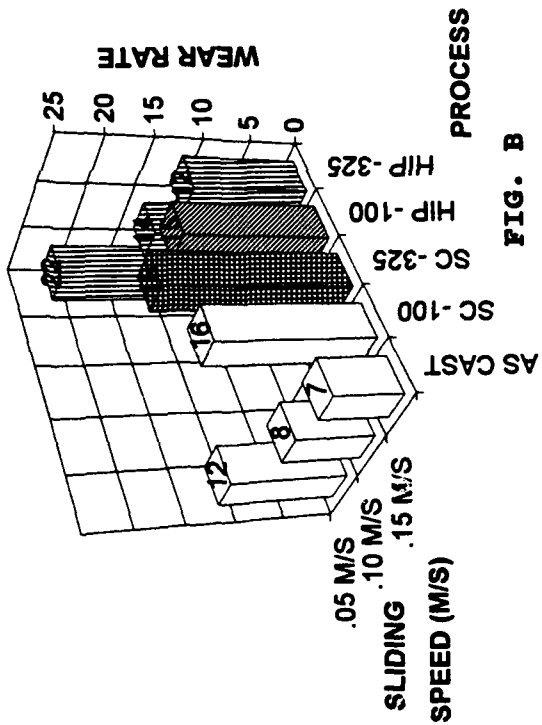 WEAR RATE
25
20
15
10
5
0
12
8
7
16
AS CAST
SC -100
SC -325
HIP -100
HIP -325
PROCESS
.05 M/S
.10 M/S
.15 M/S
SLIDING
SPEED (M/S)
FIG. B